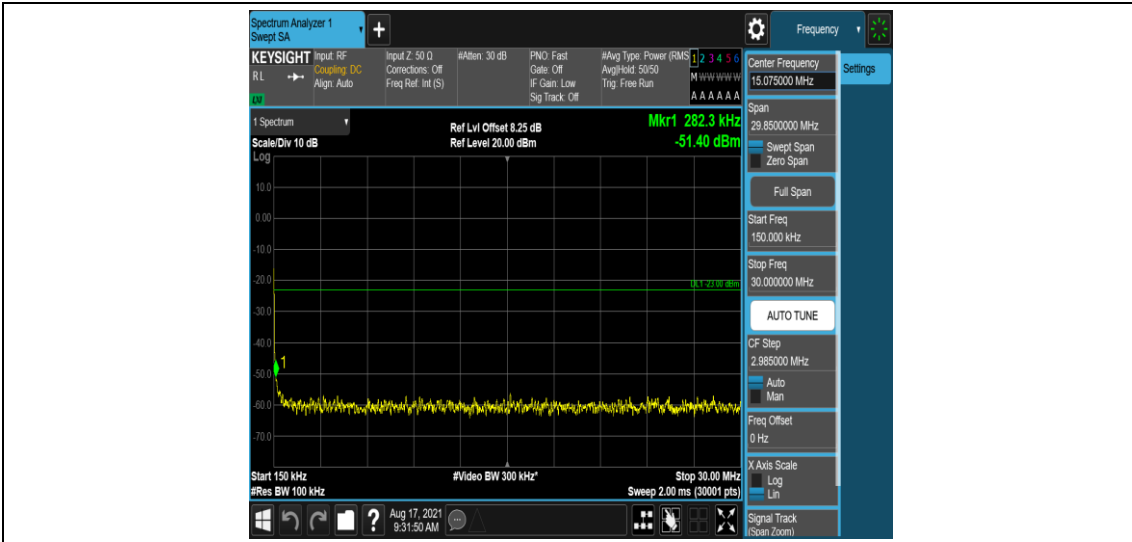 Spectrum Analyzer 1
Swept SA
+
Frequency
KEYSIGHT
RL
Input: RF
Coupling: DC
Align: Auto
Input Z: 50 Ω
Corrections: Off
Freq Ref: Int (S)
#Atten: 30 dB
PNO: Fast
Gate: Off
IF Gain: Low
Sig Track: Off
#Avg Type: Power (RMS
Avg|Hold: 50/50
Trig: Free Run
1 2 3 4 5 6
M W W W W W
A A A A A A
Settings
Center Frequency
15.075000 MHz
Span
29.8500000 MHz
Swept Span
Zero Span
Full Span
Start Freq
150.000 kHz
Stop Freq
30.000000 MHz
AUTO TUNE
CF Step
2.985000 MHz
Auto
Man
Freq Offset
0 Hz
X Axis Scale
Log
Lin
Signal Track
(Span Zoom)
1 Spectrum
Scale/Div 10 dB
Log
Ref Lvl Offset 8.25 dB
Ref Level 20.00 dBm
Mkr1 282.3 kHz
-51.40 dBm
10.0
0.00
-10.0
-20.0
DL1 -23.00 dBm
-30.0
-40.0
1
-50.0
-60.0
-70.0
Start 150 kHz
#Video BW 300 kHz*
Stop 30.00 MHz
#Res BW 100 kHz
Sweep 2.00 ms (30001 pts)
?
Aug 17, 2021
9:31:50 AM